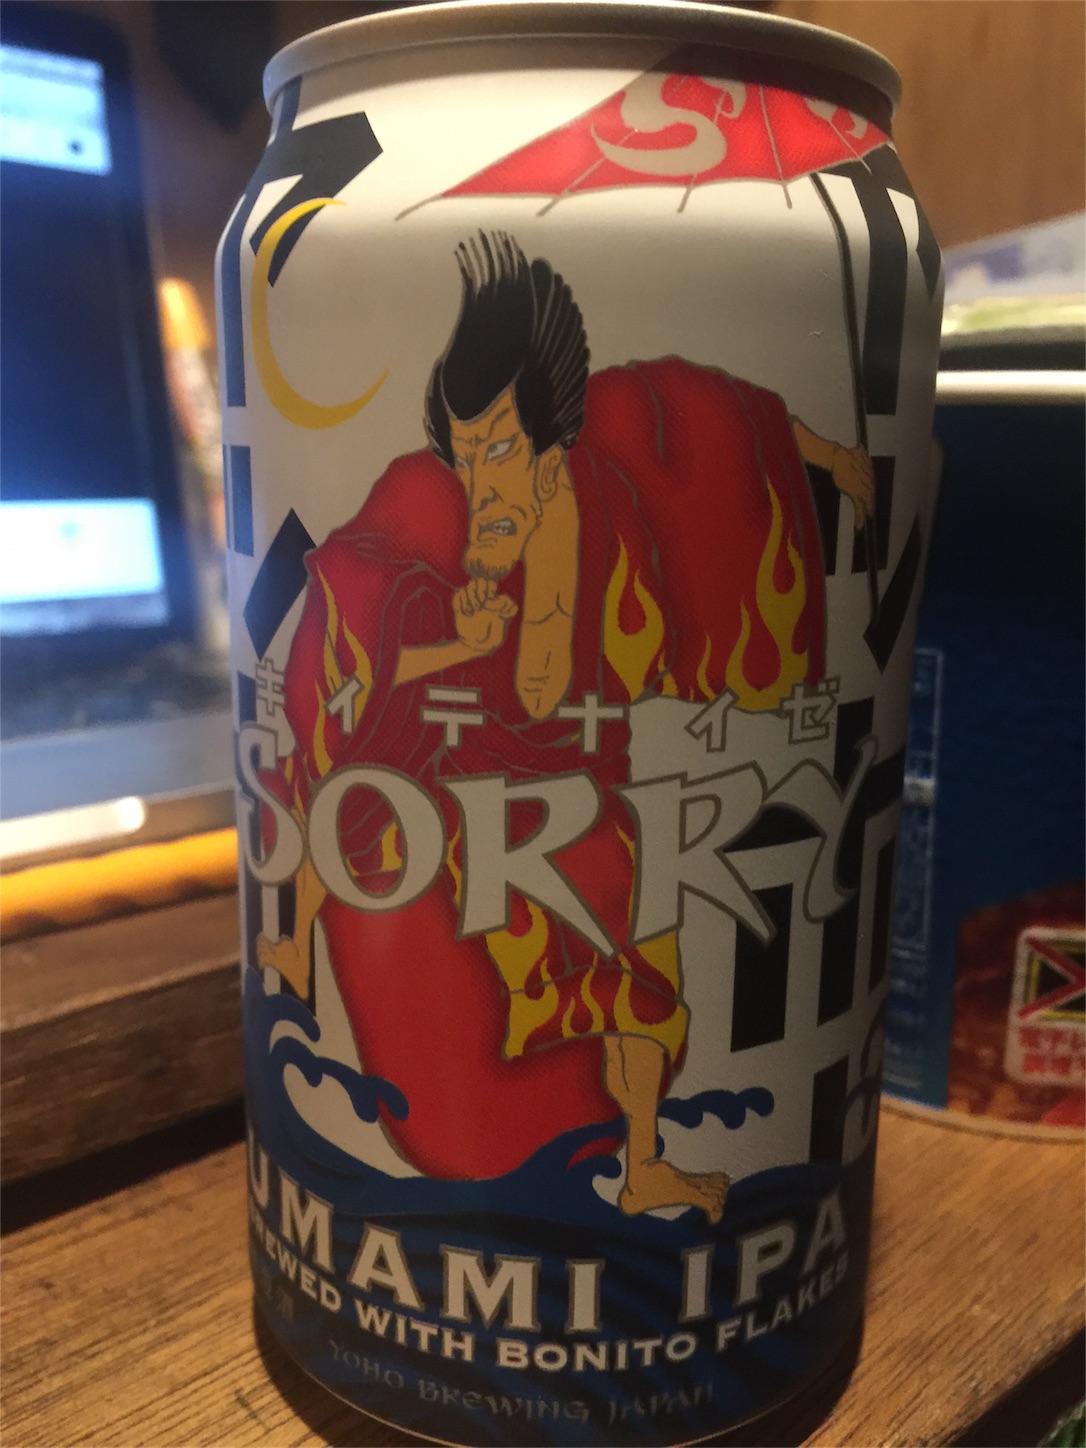 S S
キィテナイゼ
SORRY
UMAMI IPA
BREWED WITH BONITO FLAKES
YOHO BREWING JAPAN